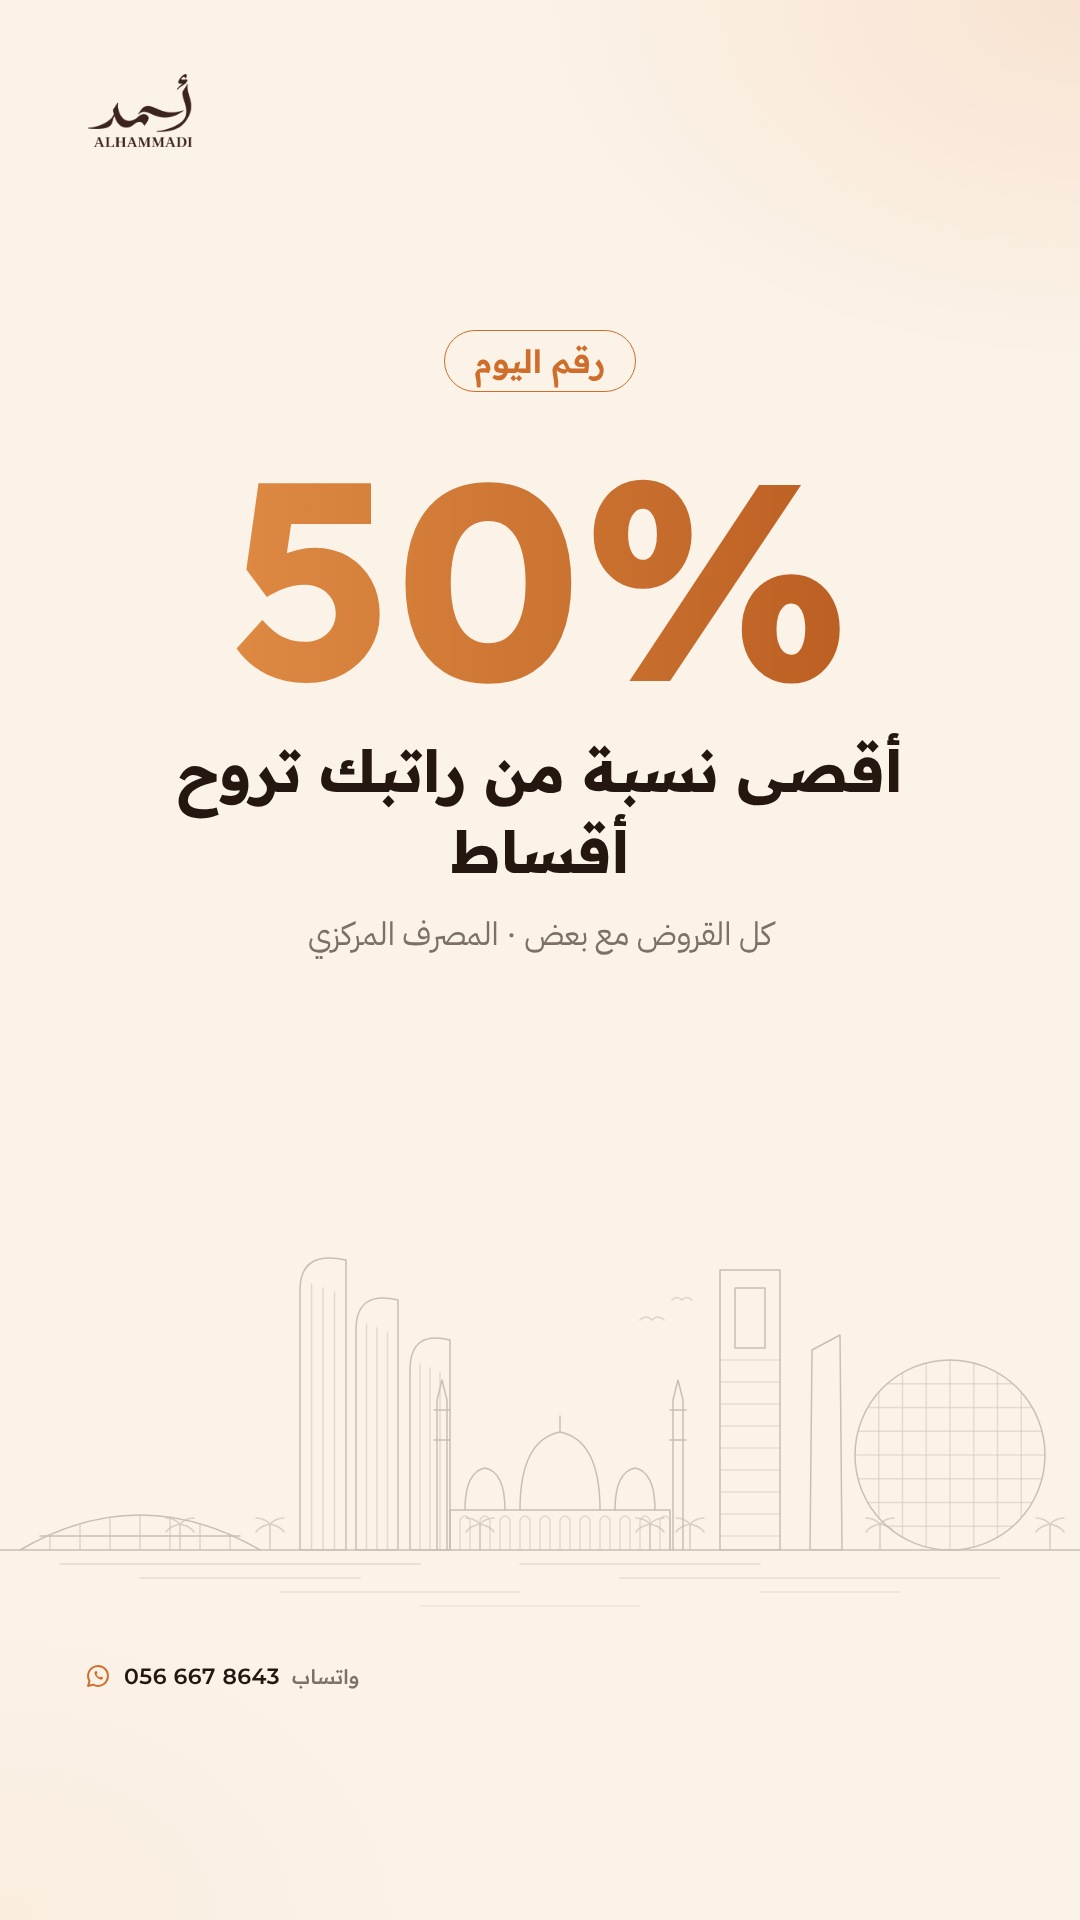 أحمد
ALHAMMADI
رقم اليوم
50%
أقصى نسبة من راتبك تروح
أقساط
كل القروض مع بعض · المصرف المركزي
056 667 8643 واتساب